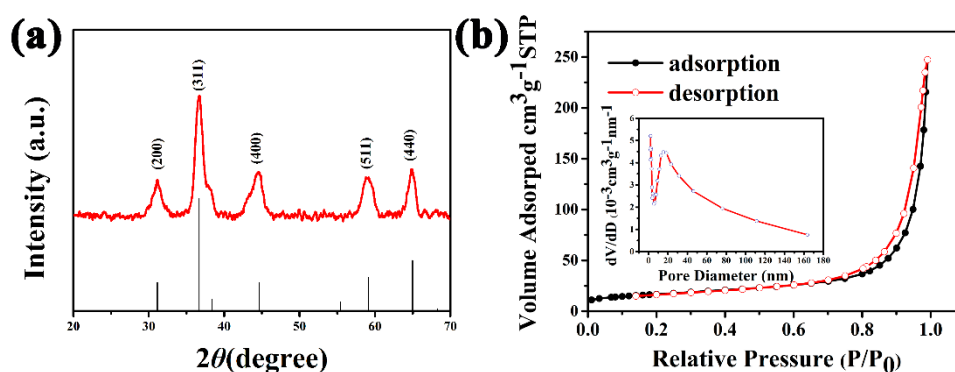 (a)
Intensity (a.u.)
(200)
(311)
(400)
(511)
(440)
20 30 40 50 60 70
2θ(degree)
(b)
Volume Adsorped cm³g⁻¹STP
250
200
150
100
50
0
adsorption
desorption
dV/dD (10⁻³cm³g⁻¹nm⁻¹)
6
5
4
3
2
1
0
0 20 40 60 80 100 120 140 160 180
Pore Diameter (nm)
0.0 0.2 0.4 0.6 0.8 1.0
Relative Pressure (P/P₀)